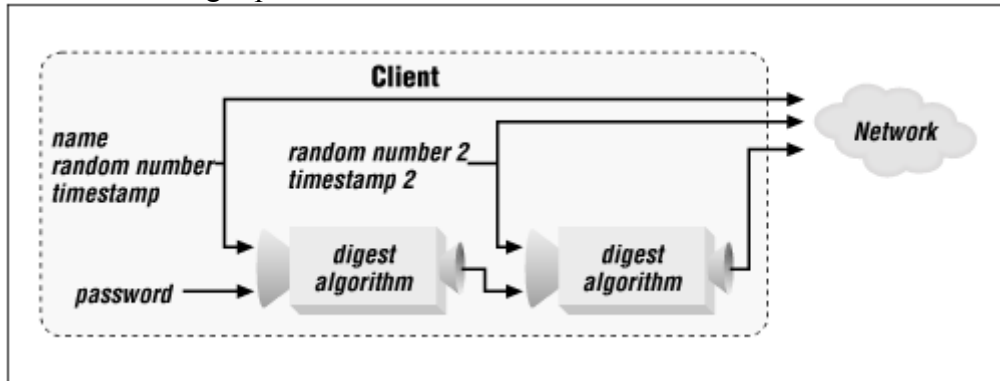 Client
name
random number
timestamp
random number 2
timestamp 2
Network
digest
algorithm
digest
algorithm
password